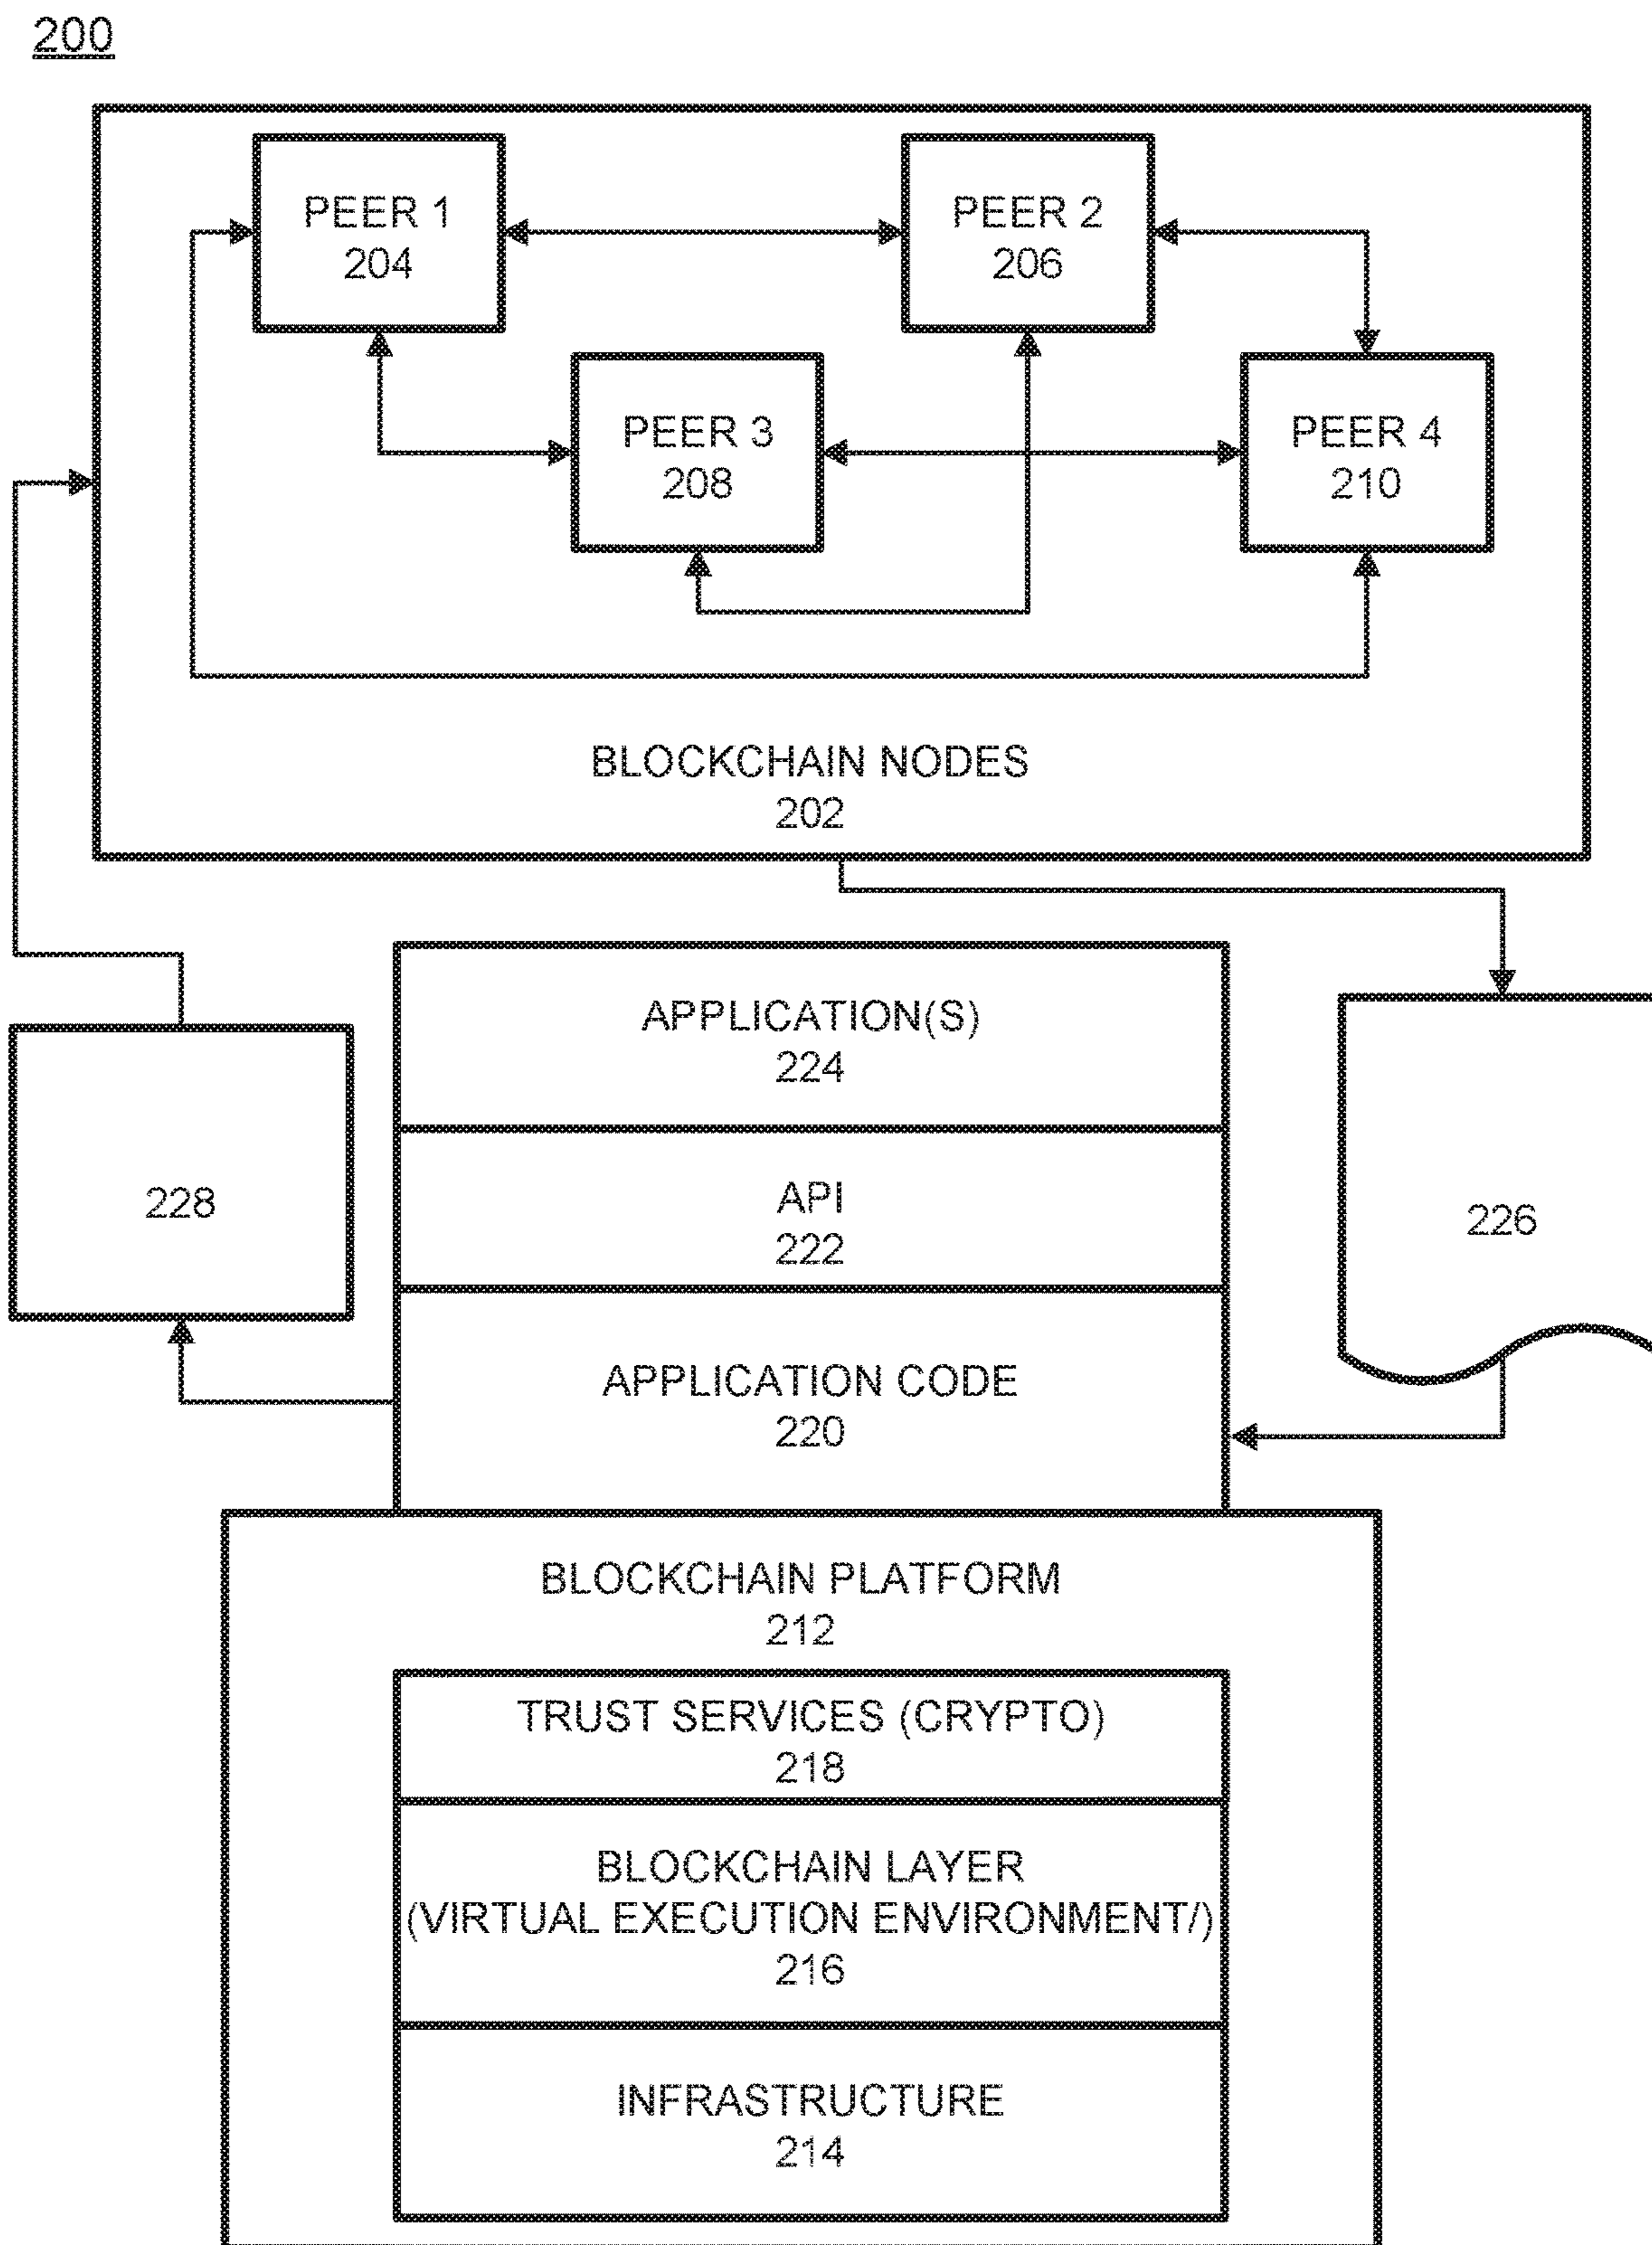 200
PEER 1
204
PEER 2
206
PEER 3
208
PEER 4
210
BLOCKCHAIN NODES
202
APPLICATION(S)
224
API
222
228
226
APPLICATION CODE
220
BLOCKCHAIN PLATFORM
212
TRUST SERVICES (CRYPTO)
218
BLOCKCHAIN LAYER
(VIRTUAL EXECUTION ENVIRONMENT/)
216
INFRASTRUCTURE
214